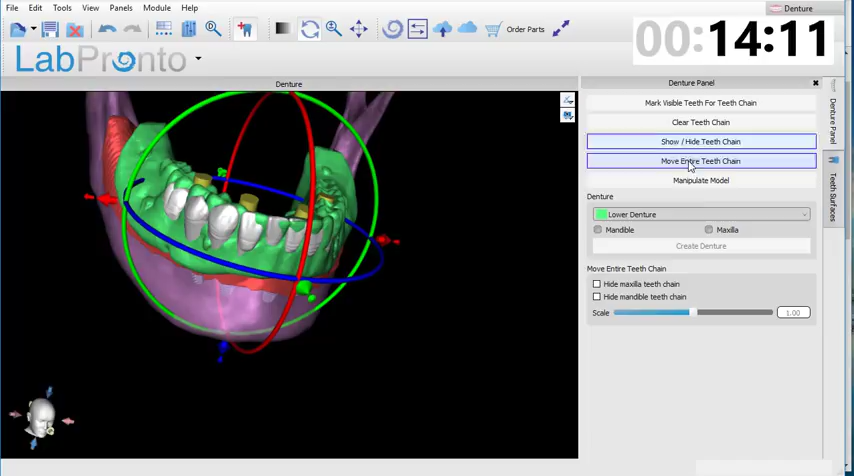 File Edit Tools View Panels Module Help
Denture
Order Parts
00:14:11
LabPronto
Denture
Denture Panel
Mark Visible Teeth For Teeth Chain
Clear Teeth Chain
Show / Hide Teeth Chain
Move Entire Teeth Chain
Manipulate Model
Denture
Lower Denture
Mandible Maxilla
Create Denture
Move Entire Teeth Chain
Hide maxilla teeth chain
Hide mandible teeth chain
Scale 1.00
Denture Panel
Teeth Surfaces